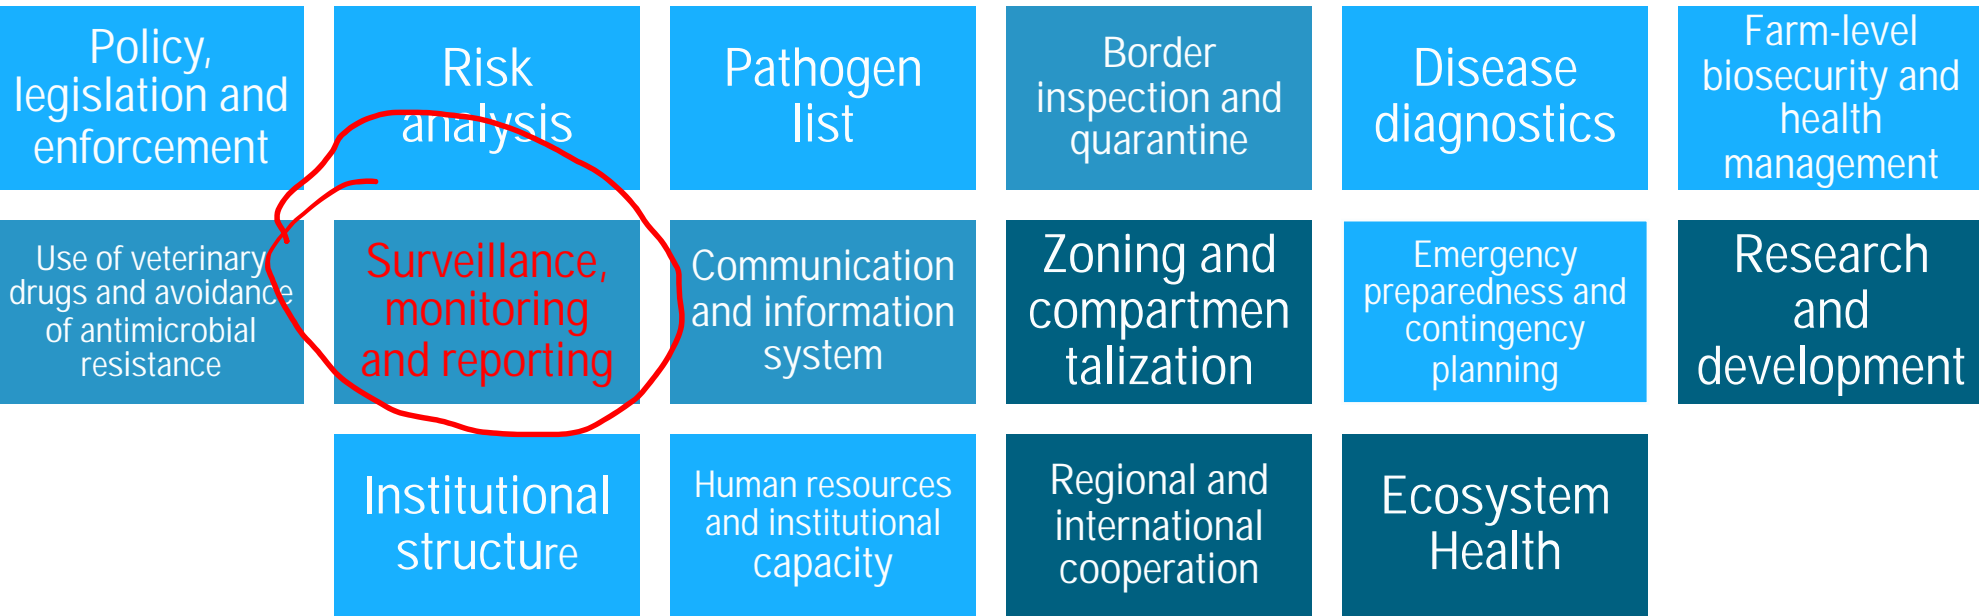 Policy,
legislation and
enforcement
Risk
analysis
Pathogen
list
Border
inspection and
quarantine
Disease
diagnostics
Farm-level
biosecurity and
health
management
Use of veterinary
drugs and avoidance
of antimicrobial
resistance
Surveillance,
monitoring
and reporting
Communication
and information
system
Zoning and
compartmen
talization
Emergency
preparedness and
contingency
planning
Research
and
development
Institutional
structure
Human resources
and institutional
capacity
Regional and
international
cooperation
Ecosystem
Health